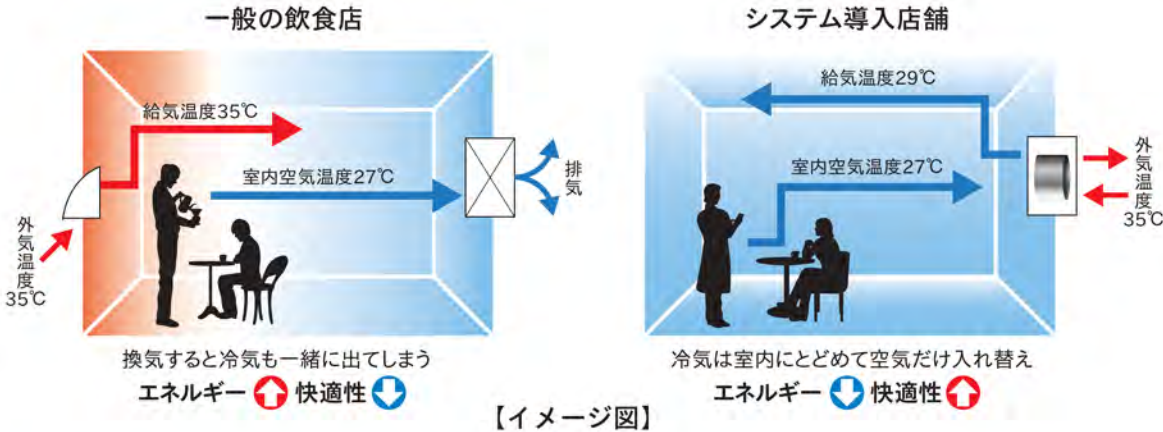 一般の飲食店
給気温度35℃
室内空気温度27℃
排気
外気温度
35℃
換気すると冷気も一緒に出てしまう
エネルギー 快適性
システム導入店舗
給気温度29℃
室内空気温度27℃
外気温度
35℃
冷気は室内にとどめて空気だけ入れ替え
エネルギー 快適性
【イメージ図】